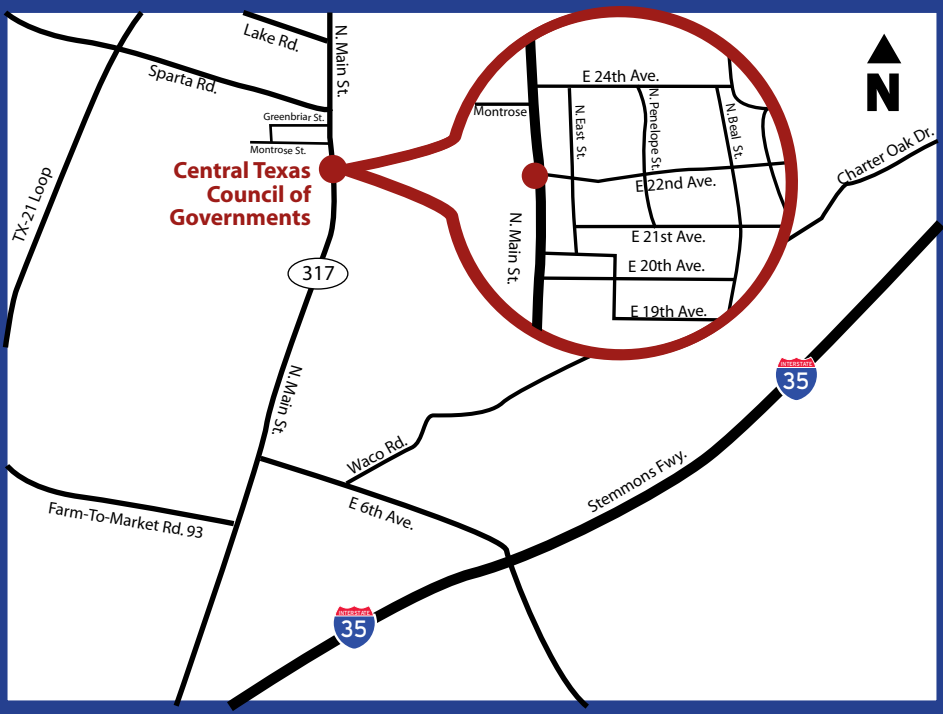 Lake Rd.
N. Main St.
Sparta Rd.
Greenbriar St.
Montrose St.
Central Texas
Council of
Governments
TX-21 Loop
317
E 24th Ave.
Montrose
N. East St.
N. Penelope St.
N. Beal St.
E 22nd Ave.
E 21st Ave.
N. Main St.
E 20th Ave.
E 19th Ave.
N
Charter Oak Dr.
INTERSTATE
35
N. Main St.
Waco Rd.
Stemmons Fwy.
E 6th Ave.
Farm-To-Market Rd. 93
INTERSTATE
35